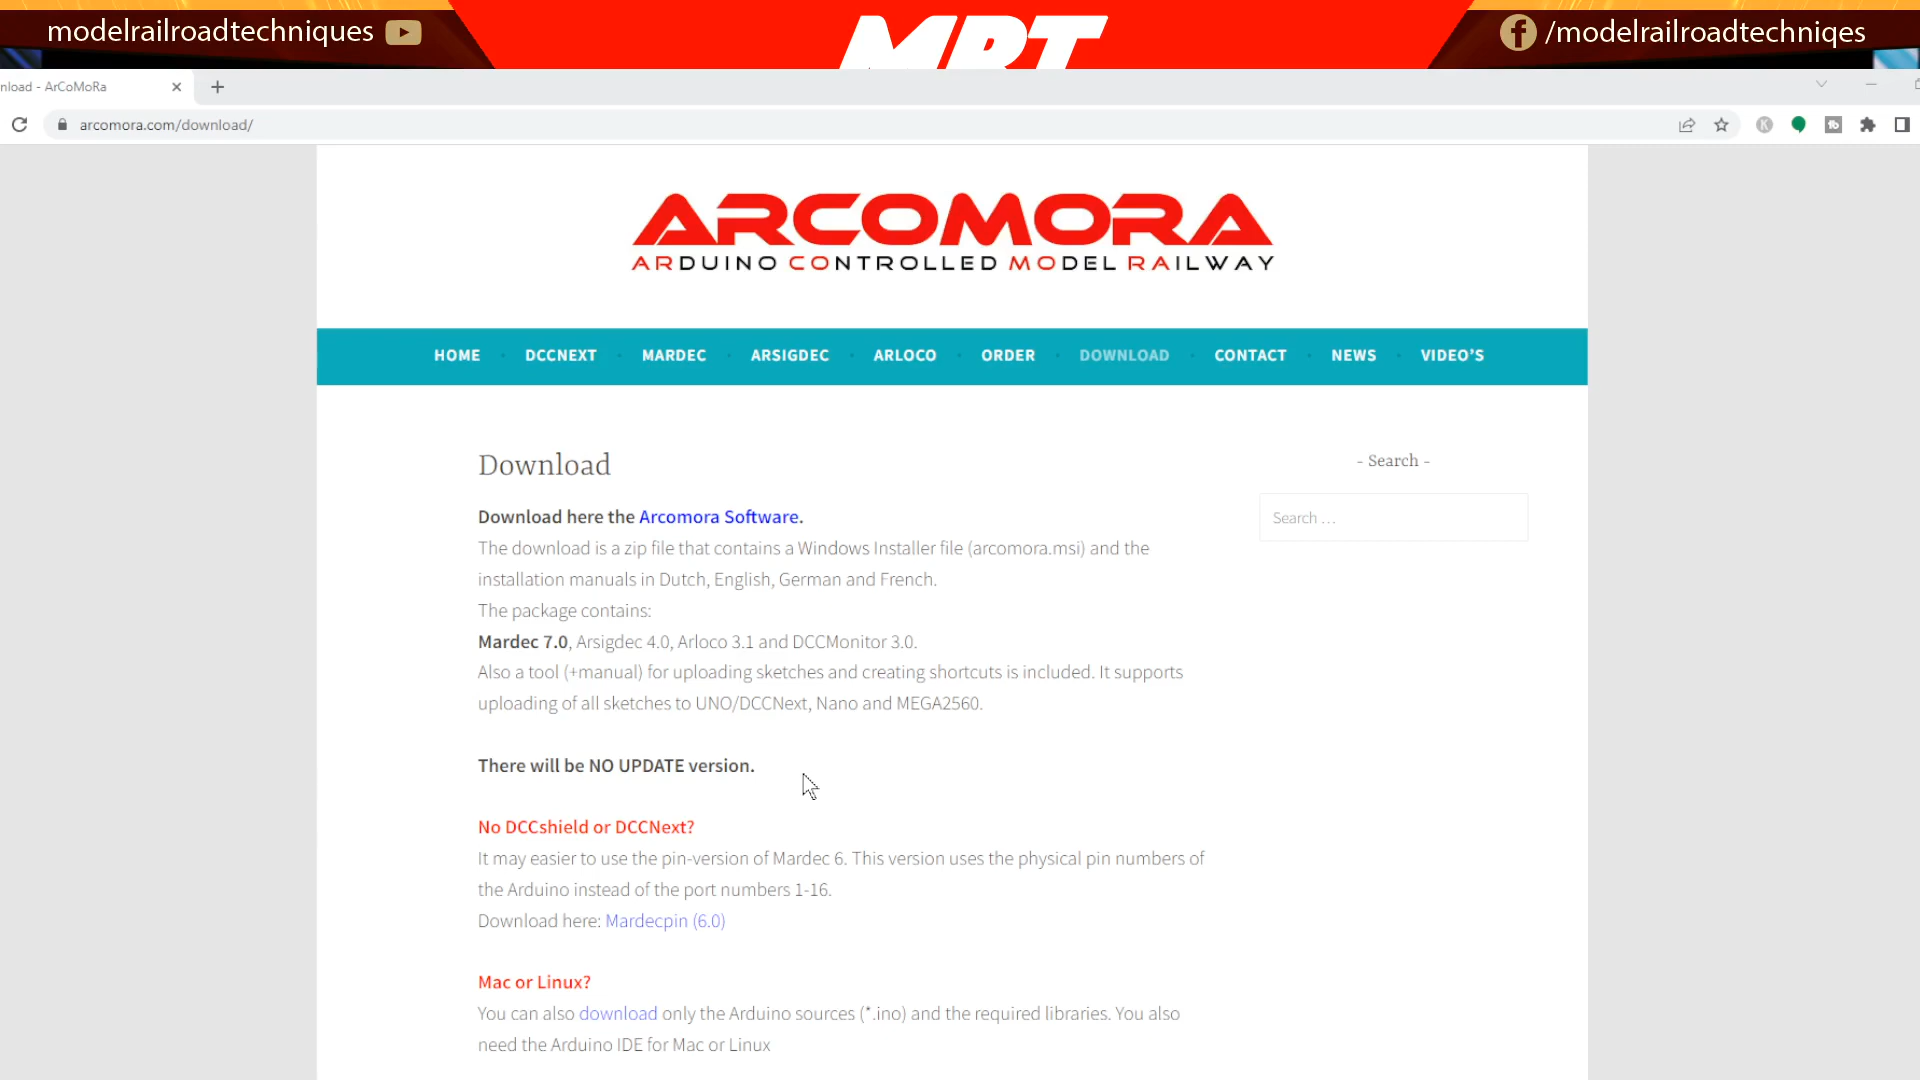 modelrailroadtechniques
MRT
/modelrailroadtechniqes
nload - ArCoMoRa
arcomora.com/download/
ARCOMORA
ARDUINO CONTROLLED MODEL RAILWAY
HOME DCCNEXT MARDEC ARSIGDEC ARLOCO ORDER DOWNLOAD CONTACT NEWS VIDEO'S
Download
- Search -
Search …
Download here the Arcomora Software.
The download is a zip file that contains a Windows Installer file (arcomora.msi) and the
installation manuals in Dutch, English, German and French.
The package contains:
Mardec 7.0, Arsigdec 4.0, Arloco 3.1 and DCCMonitor 3.0.
Also a tool (+manual) for uploading sketches and creating shortcuts is included. It supports
uploading of all sketches to UNO/DCCNext, Nano and MEGA2560.
There will be NO UPDATE version.
No DCCshield or DCCNext?
It may easier to use the pin-version of Mardec 6. This version uses the physical pin numbers of
the Arduino instead of the port numbers 1-16.
Download here: Mardecpin (6.0)
Mac or Linux?
You can also download only the Arduino sources (*.ino) and the required libraries. You also
need the Arduino IDE for Mac or Linux